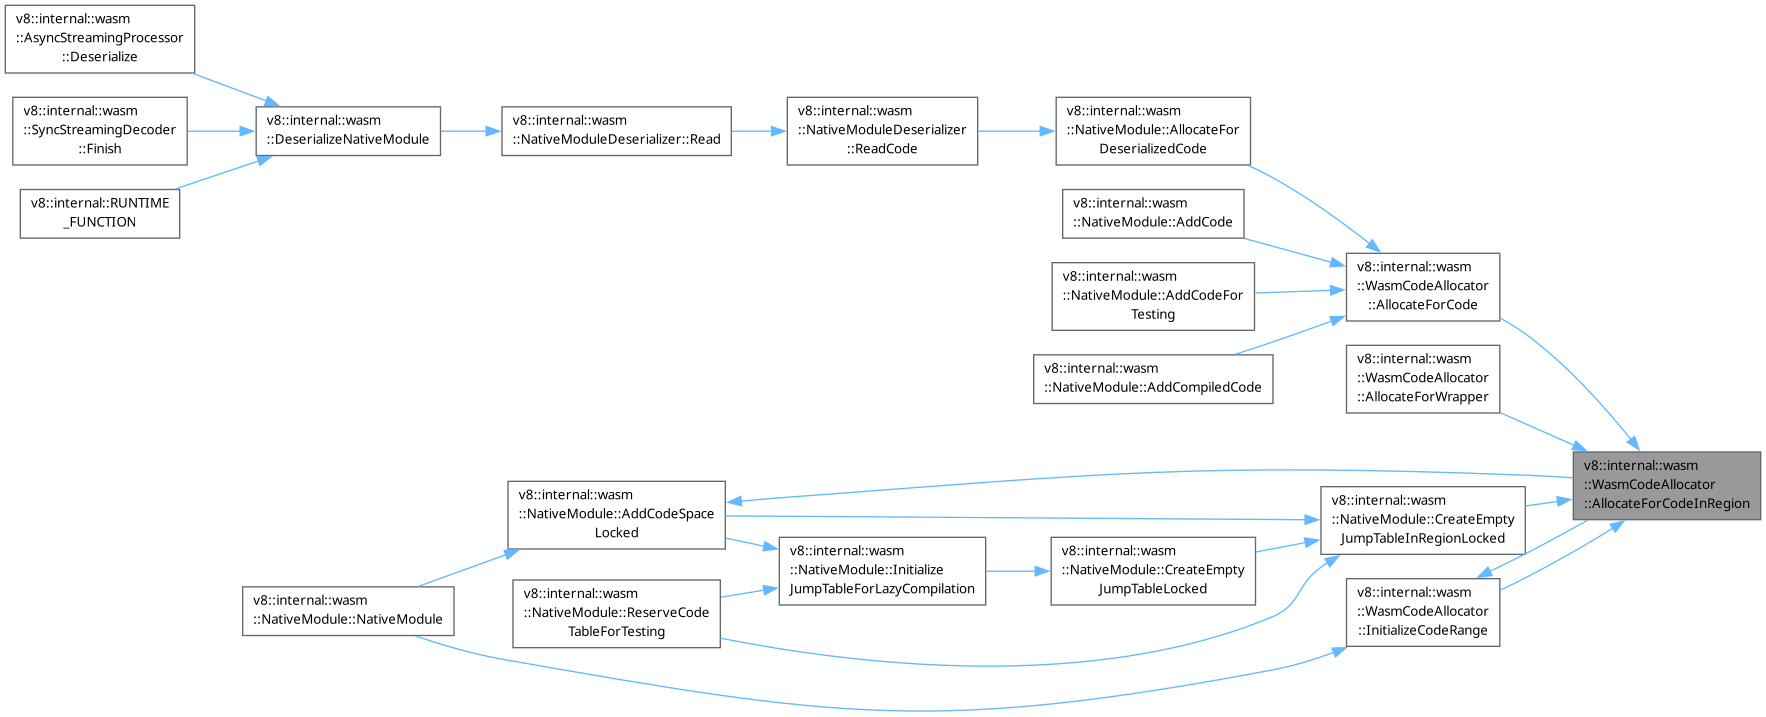 v8::internal::wasm
::AsyncStreamingProcessor
::Deserialize
v8::internal::wasm
::SyncStreamingDecoder
::Finish
v8::internal::RUNTIME
_FUNCTION
v8::internal::wasm
::DeserializeNativeModule
v8::internal::wasm
::NativeModuleDeserializer::Read
v8::internal::wasm
::NativeModuleDeserializer
::ReadCode
v8::internal::wasm
::NativeModule::AllocateFor
DeserializedCode
v8::internal::wasm
::NativeModule::AddCode
v8::internal::wasm
::NativeModule::AddCodeFor
Testing
v8::internal::wasm
::NativeModule::AddCompiledCode
v8::internal::wasm
::WasmCodeAllocator
::AllocateForCode
v8::internal::wasm
::WasmCodeAllocator
::AllocateForWrapper
v8::internal::wasm
::WasmCodeAllocator
::AllocateForCodeInRegion
v8::internal::wasm
::NativeModule::AddCodeSpace
Locked
v8::internal::wasm
::NativeModule::CreateEmpty
JumpTableInRegionLocked
v8::internal::wasm
::NativeModule::Initialize
JumpTableForLazyCompilation
v8::internal::wasm
::NativeModule::CreateEmpty
JumpTableLocked
v8::internal::wasm
::NativeModule::ReserveCode
TableForTesting
v8::internal::wasm
::NativeModule::NativeModule
v8::internal::wasm
::WasmCodeAllocator
::InitializeCodeRange